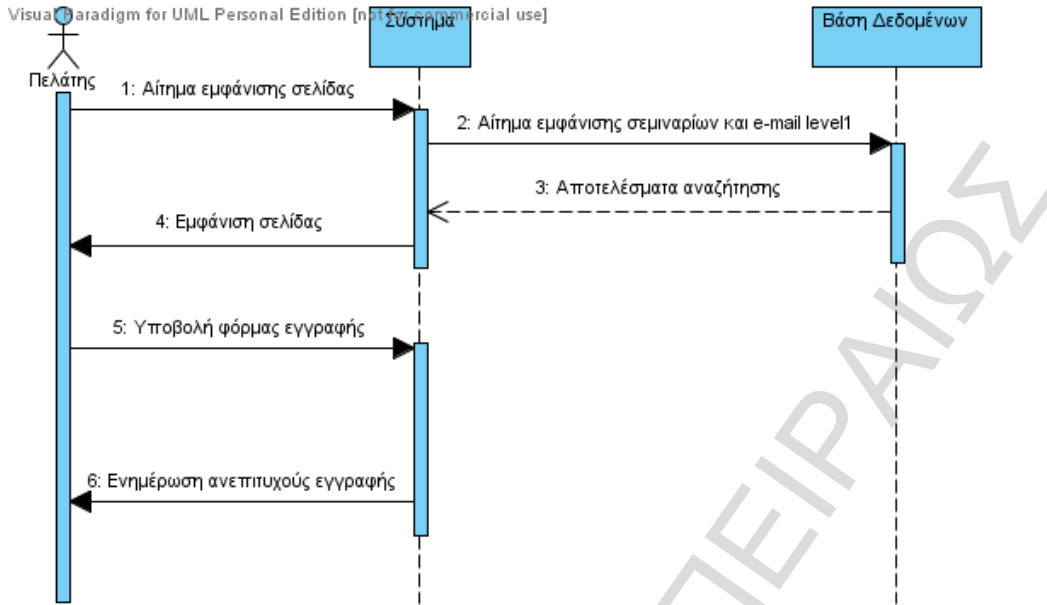 Visual Paradigm for UML Personal Edition [not for commercial use]
Σύστημα
Βάση Δεδομένων
Πελάτης
1: Αίτημα εμφάνισης σελίδας
2: Αίτημα εμφάνισης σεμιναρίων και e-mail level1
3: Αποτελέσματα αναζήτησης
4: Εμφάνιση σελίδας
5: Υποβολή φόρμας εγγραφής
6: Ενημέρωση ανεπιτυχούς εγγραφής
ΠΕΙΡΑΙΩΣ